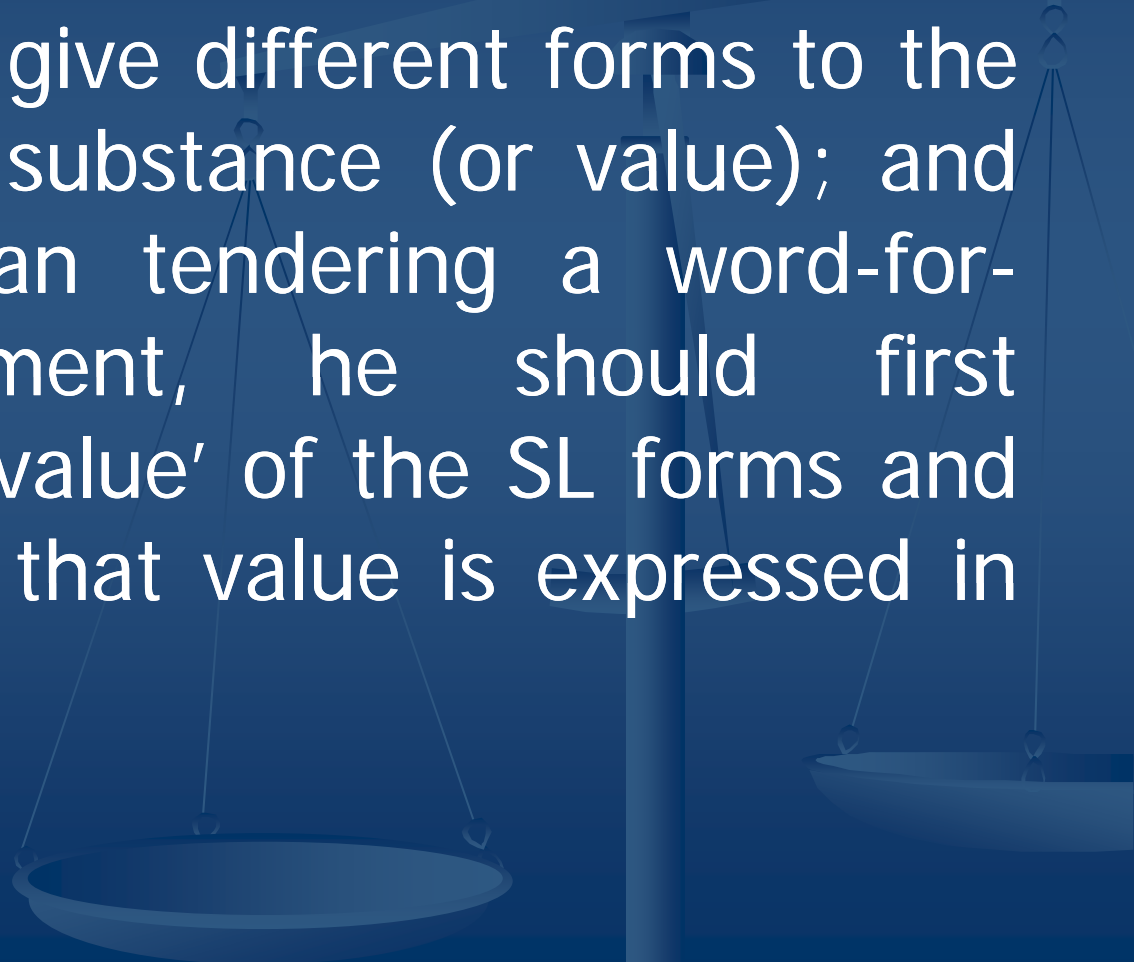 give different forms to the
substance (or value); and
an tendering a word-for-
ment, he should first
value' of the SL forms and
that value is expressed in